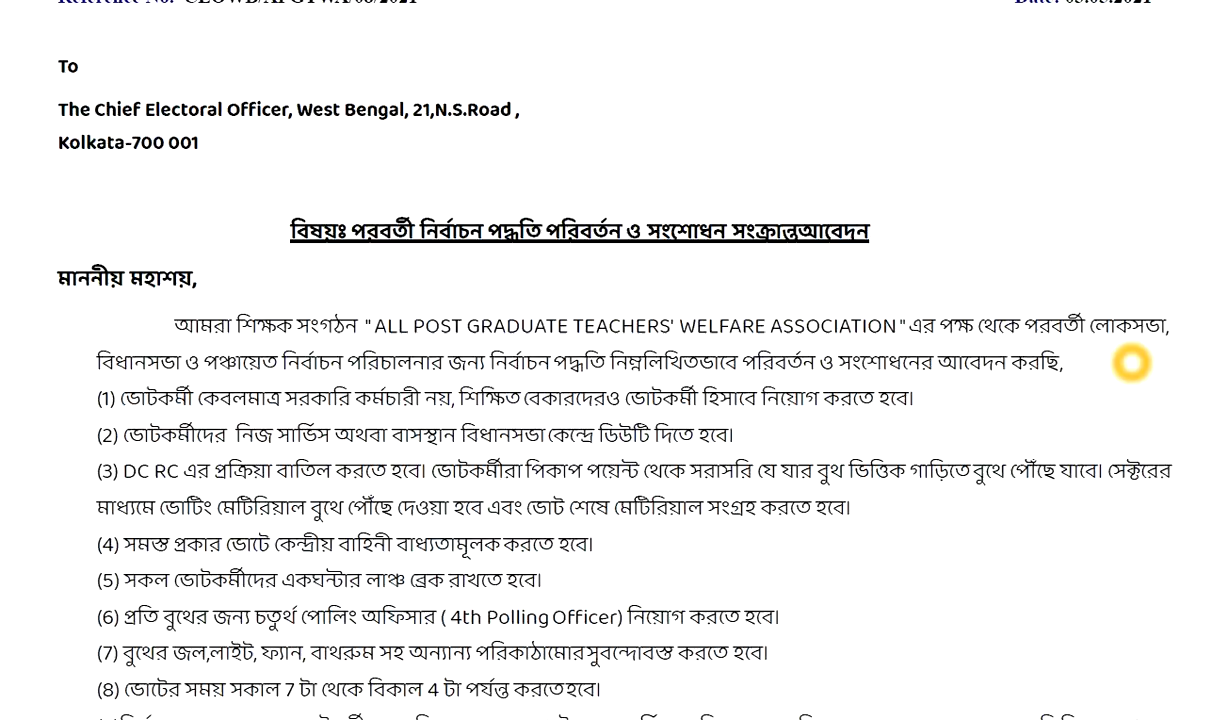 To
The Chief Electoral Officer, West Bengal, 21,N.S.Road ,
Kolkata-700 001
বিষয়ঃ পরবর্তী নির্বাচন পদ্ধতি পরিবর্তন ও সংশোধন সংক্রান্তআবেদন
মাননীয় মহাশয়,
আমরা শিক্ষক সংগঠন "ALL POST GRADUATE TEACHERS' WELFARE ASSOCIATION"এর পক্ষ থেকে পরবর্তী লোকসভা,
বিধানসভা ও পঞ্চায়েত নির্বাচন পরিচালনার জন্য নির্বাচন পদ্ধতি নিম্নলিখিতভাবে পরিবর্তন ও সংশোধনের আবেদন করছি,
(1) ভোটকর্মী কেবলমাত্র সরকারি কর্মচারী নয়, শিক্ষিত বেকারদেরও ভোটকর্মী হিসাবে নিয়োগ করতে হবে।
(2) ভোটকর্মীদের নিজ সার্ভিস অথবা বাসস্থান বিধানসভা কেন্দ্রে ডিউটি দিতে হবে।
(3) DC RC এর প্রক্রিয়া বাতিল করতে হবে। ভোটকর্মীরা পিকাপ পয়েন্ট থেকে সরাসরি যে যার বুথ ভিত্তিক গাড়িতে বুথে পৌঁছে যাবে। সেক্টরের
মাধ্যমে ভোটিং মেটিরিয়াল বুথে পৌঁছে দেওয়া হবে এবং ভোট শেষে মেটিরিয়াল সংগ্রহ করতে হবে।
(4) সমস্ত প্রকার ভোটে কেন্দ্রীয় বাহিনী বাধ্যতামূলক করতে হবে।
(5) সকল ভোটকর্মীদের একঘন্টার লাঞ্চ ব্রেক রাখতে হবে।
(6) প্রতি বুথের জন্য চতুর্থ পোলিং অফিসার ( 4th Polling Officer) নিয়োগ করতে হবে।
(7) বুথের জল,লাইট, ফ্যান, বাথরুম সহ অন্যান্য পরিকাঠামোর সুবন্দোবস্ত করতে হবে।
(8) ভোটের সময় সকাল 7 টা থেকে বিকাল 4 টা পর্যন্ত করতে হবে।